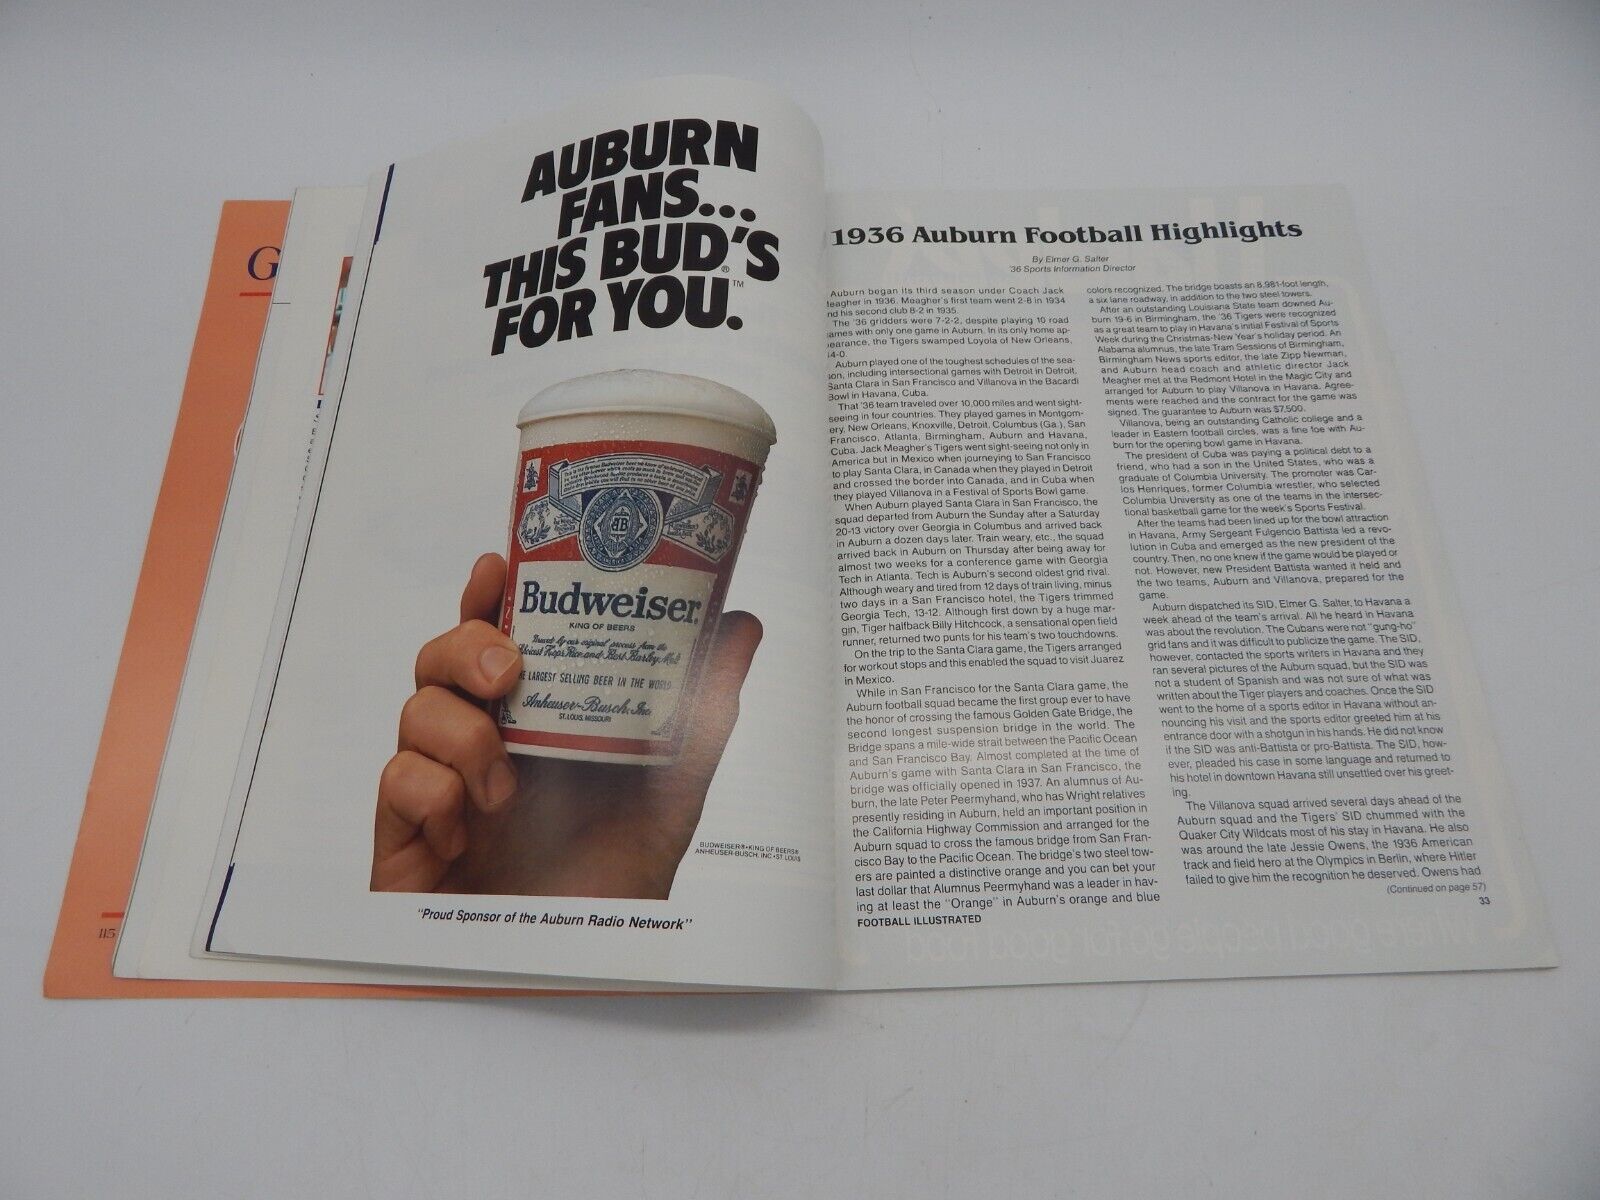 AUBURN
FANS...
THIS BUD'S
FOR YOU.
®
™
Budweiser
KING OF BEERS
Brewed by our original process from the
Choicest Hops, Rice and Best Barley Malt
LARGEST SELLING BEER IN THE WORLD
Anheuser-Busch, Inc.
ST. LOUIS, MISSOURI
BUDWEISER®•KING OF BEERS®
ANHEUSER-BUSCH, INC.•ST LOUIS
"Proud Sponsor of the Auburn Radio Network"
G
115
1936 Auburn Football Highlights
By Elmer G. Salter
'36 Sports Information Director
Auburn began its third season under Coach Jack
eagher in 1936. Meagher's first team went 2-8 in 1934
nd his second club 8-2 in 1935.
The '36 gridders were 7-2-2, despite playing 10 road
ames with only one game in Auburn. In its only home ap-
earance, the Tigers swamped Loyola of New Orleans,
4-0.
Auburn played one of the toughest schedules of the sea-
on, including intersectional games with Detroit in Detroit,
Santa Clara in San Francisco and Villanova in the Bacardi
Bowl in Havana, Cuba.
That '36 team traveled over 10,000 miles and went sight-
seeing in four countries. They played games in Montgom-
ery, New Orleans, Knoxville, Detroit, Columbus (Ga.), San
Francisco, Atlanta, Birmingham, Auburn and Havana,
Cuba. Jack Meagher's Tigers went sight-seeing not only in
America but in Mexico when journeying to San Francisco
to play Santa Clara, in Canada when they played in Detroit
and crossed the border into Canada, and in Cuba when
they played Villanova in a Festival of Sports Bowl game.
When Auburn played Santa Clara in San Francisco, the
squad departed from Auburn the Sunday after a Saturday
20-13 victory over Georgia in Columbus and arrived back
in Auburn a dozen days later. Train weary, etc., the squad
arrived back in Auburn on Thursday after being away for
almost two weeks for a conference game with Georgia
Tech in Atlanta. Tech is Auburn's second oldest grid rival.
Although weary and tired from 12 days of train living, minus
two days in a San Francisco hotel, the Tigers trimmed
Georgia Tech, 13-12. Although first down by a huge mar-
gin, Tiger halfback Billy Hitchcock, a sensational open field
runner, returned two punts for his team's two touchdowns.
On the trip to the Santa Clara game, the Tigers arranged
for workout stops and this enabled the squad to visit Juarez
in Mexico.
While in San Francisco for the Santa Clara game, the
Auburn football squad became the first group ever to have
the honor of crossing the famous Golden Gate Bridge, the
second longest suspension bridge in the world. The
Bridge spans a mile-wide strait between the Pacific Ocean
and San Francisco Bay. Almost completed at the time of
Auburn's game with Santa Clara in San Francisco, the
bridge was officially opened in 1937. An alumnus of Au-
burn, the late Peter Peermyhand, who has Wright relatives
presently residing in Auburn, held an important position in
the California Highway Commission and arranged for the
Auburn squad to cross the famous bridge from San Fran-
cisco Bay to the Pacific Ocean. The bridge's two steel tow-
ers are painted a distinctive orange and you can bet your
last dollar that Alumnus Peermyhand was a leader in hav-
ing at least the "Orange" in Auburn's orange and blue
FOOTBALL ILLUSTRATED
colors recognized. The bridge boasts an 8,981-foot length,
a six lane roadway, in addition to the two steel towers.
After an outstanding Louisiana State team downed Au-
burn 19-6 in Birmingham, the '36 Tigers were recognized
as a great team to play in Havana's initial Festival of Sports
Week during the Christmas-New Year's holiday period. An
Alabama alumnus, the late Tram Sessions of Birmingham,
Birmingham News sports editor, the late Zipp Newman,
and Auburn head coach and athletic director Jack
Meagher met at the Redmont Hotel in the Magic City and
arranged for Auburn to play Villanova in Havana. Agree-
ments were reached and the contract for the game was
signed. The guarantee to Auburn was $7,500.
Villanova, being an outstanding Catholic college and a
leader in Eastern football circles, was a fine foe with Au-
burn for the opening bowl game in Havana.
The president of Cuba was paying a political debt to a
friend, who had a son in the United States, who was a
graduate of Columbia University. The promoter was Car-
los Henriques, former Columbia wrestler, who selected
Columbia University as one of the teams in the intersec-
tional basketball game for the week's Sports Festival.
After the teams had been lined up for the bowl attraction
in Havana, Army Sergeant Fulgencio Battista led a revo-
lution in Cuba and emerged as the new president of the
country. Then, no one knew if the game would be played or
not. However, new President Battista wanted it held and
the two teams, Auburn and Villanova, prepared for the
game.
Auburn dispatched its SID, Elmer G. Salter, to Havana a
week ahead of the team's arrival. All he heard in Havana
was about the revolution. The Cubans were not "gung-ho"
grid fans and it was difficult to publicize the game. The SID,
however, contacted the sports writers in Havana and they
ran several pictures of the Auburn squad, but the SID was
not a student of Spanish and was not sure of what was
written about the Tiger players and coaches. Once the SID
went to the home of a sports editor in Havana without an-
nouncing his visit and the sports editor greeted him at his
entrance door with a shotgun in his hands. He did not know
if the SID was anti-Battista or pro-Battista. The SID, how-
ever, pleaded his case in some language and returned to
his hotel in downtown Havana still unsettled over his greet-
ing.
The Villanova squad arrived several days ahead of the
Auburn squad and the Tigers' SID chummed with the
Quaker City Wildcats most of his stay in Havana. He also
was around the late Jessie Owens, the 1936 American
track and field hero at the Olympics in Berlin, where Hitler
failed to give him the recognition he deserved. Owens had
(Continued on page 57)
33